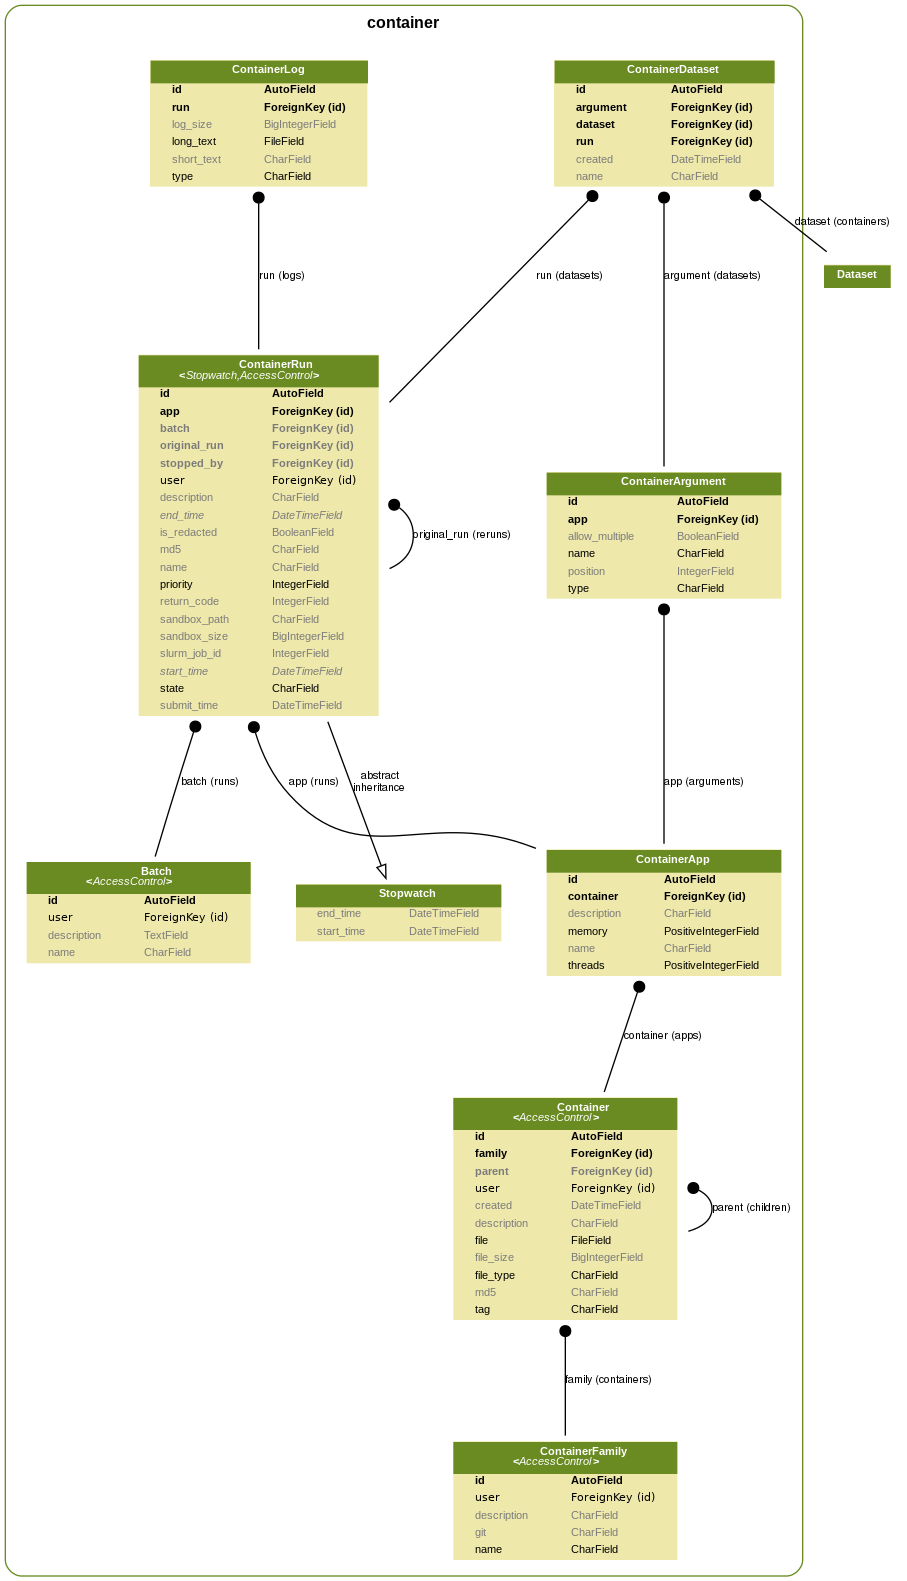 container
ContainerLog
id AutoField
run ForeignKey (id)
log_size BigIntegerField
long_text FileField
short_text CharField
type CharField
ContainerDataset
id AutoField
argument ForeignKey (id)
dataset ForeignKey (id)
run ForeignKey (id)
created DateTimeField
name CharField
dataset (containers)
Dataset
run (logs)
run (datasets)
argument (datasets)
ContainerRun
<Stopwatch,AccessControl>
id AutoField
app ForeignKey (id)
batch ForeignKey (id)
original_run ForeignKey (id)
stopped_by ForeignKey (id)
user ForeignKey (id)
description CharField
end_time DateTimeField
is_redacted BooleanField
md5 CharField
name CharField
priority IntegerField
return_code IntegerField
sandbox_path CharField
sandbox_size BigIntegerField
slurm_job_id IntegerField
start_time DateTimeField
state CharField
submit_time DateTimeField
original_run (reruns)
ContainerArgument
id AutoField
app ForeignKey (id)
allow_multiple BooleanField
name CharField
position IntegerField
type CharField
batch (runs)
app (runs)
abstract
inheritance
app (arguments)
Batch
<AccessControl>
id AutoField
user ForeignKey (id)
description TextField
name CharField
Stopwatch
end_time DateTimeField
start_time DateTimeField
ContainerApp
id AutoField
container ForeignKey (id)
description CharField
memory PositiveIntegerField
name CharField
threads PositiveIntegerField
container (apps)
Container
<AccessControl>
id AutoField
family ForeignKey (id)
parent ForeignKey (id)
user ForeignKey (id)
created DateTimeField
description CharField
file FileField
file_size BigIntegerField
file_type CharField
md5 CharField
tag CharField
parent (children)
family (containers)
ContainerFamily
<AccessControl>
id AutoField
user ForeignKey (id)
description CharField
git CharField
name CharField